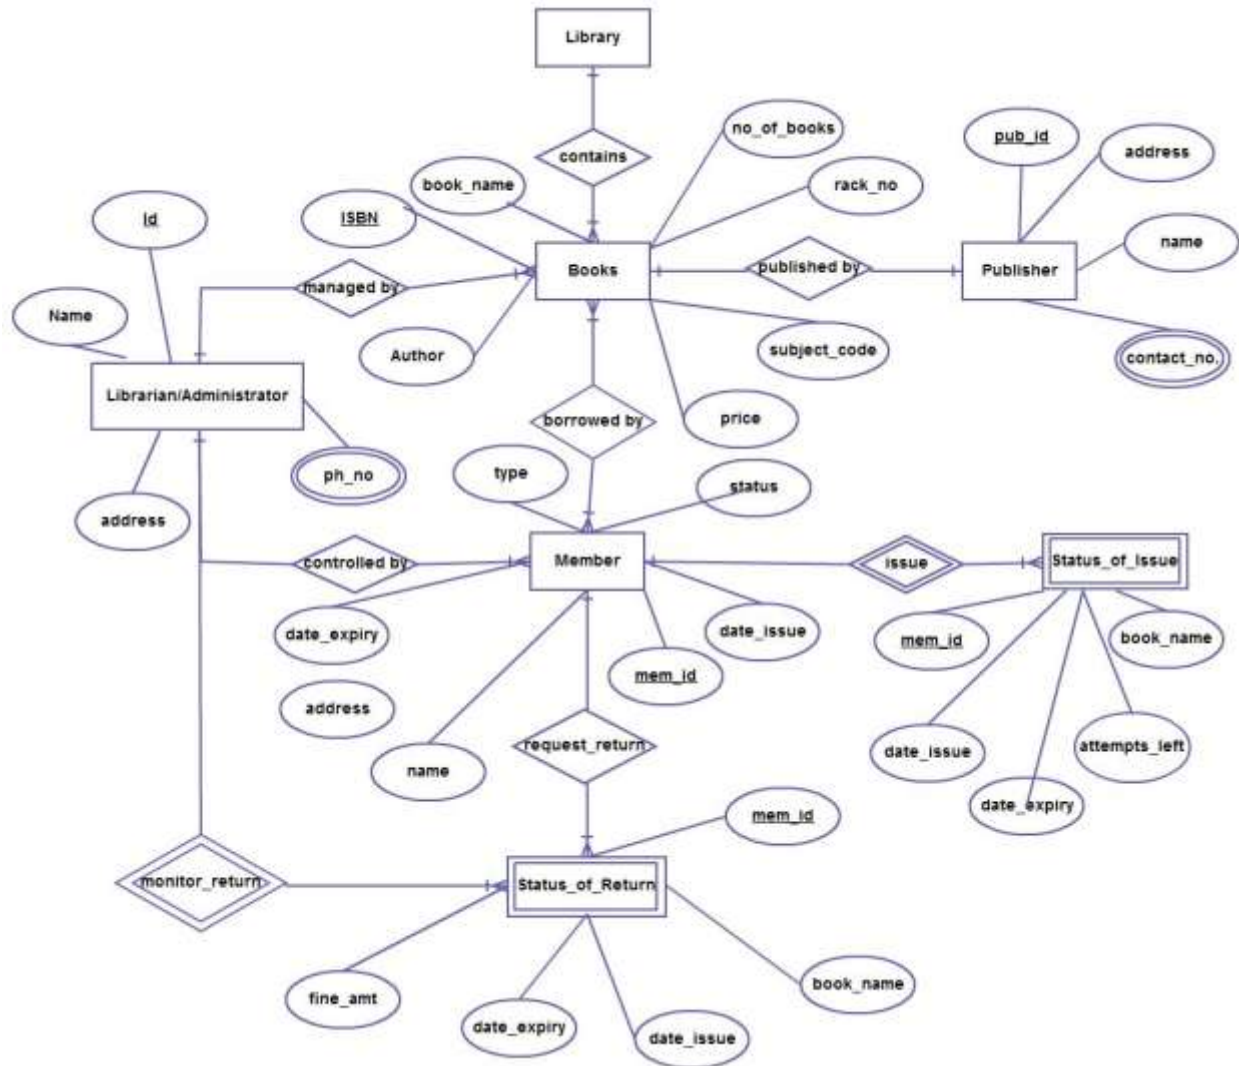 Library
no_of_books
pub_id
address
contains
book_name
rack_no
Id
ISBN
name
Books
published by
Publisher
managed by
Name
Author
subject_code
contact_no.
Librarian/Administrator
borrowed by
price
type
status
ph_no
address
controlled by
Member
issue
Status_of_Issue
date_expiry
date_issue
mem_id
book_name
mem_id
address
request_return
date_issue
attempts_left
name
date_expiry
mem_id
monitor_return
Status_of_Return
fine_amt
book_name
date_expiry
date_issue